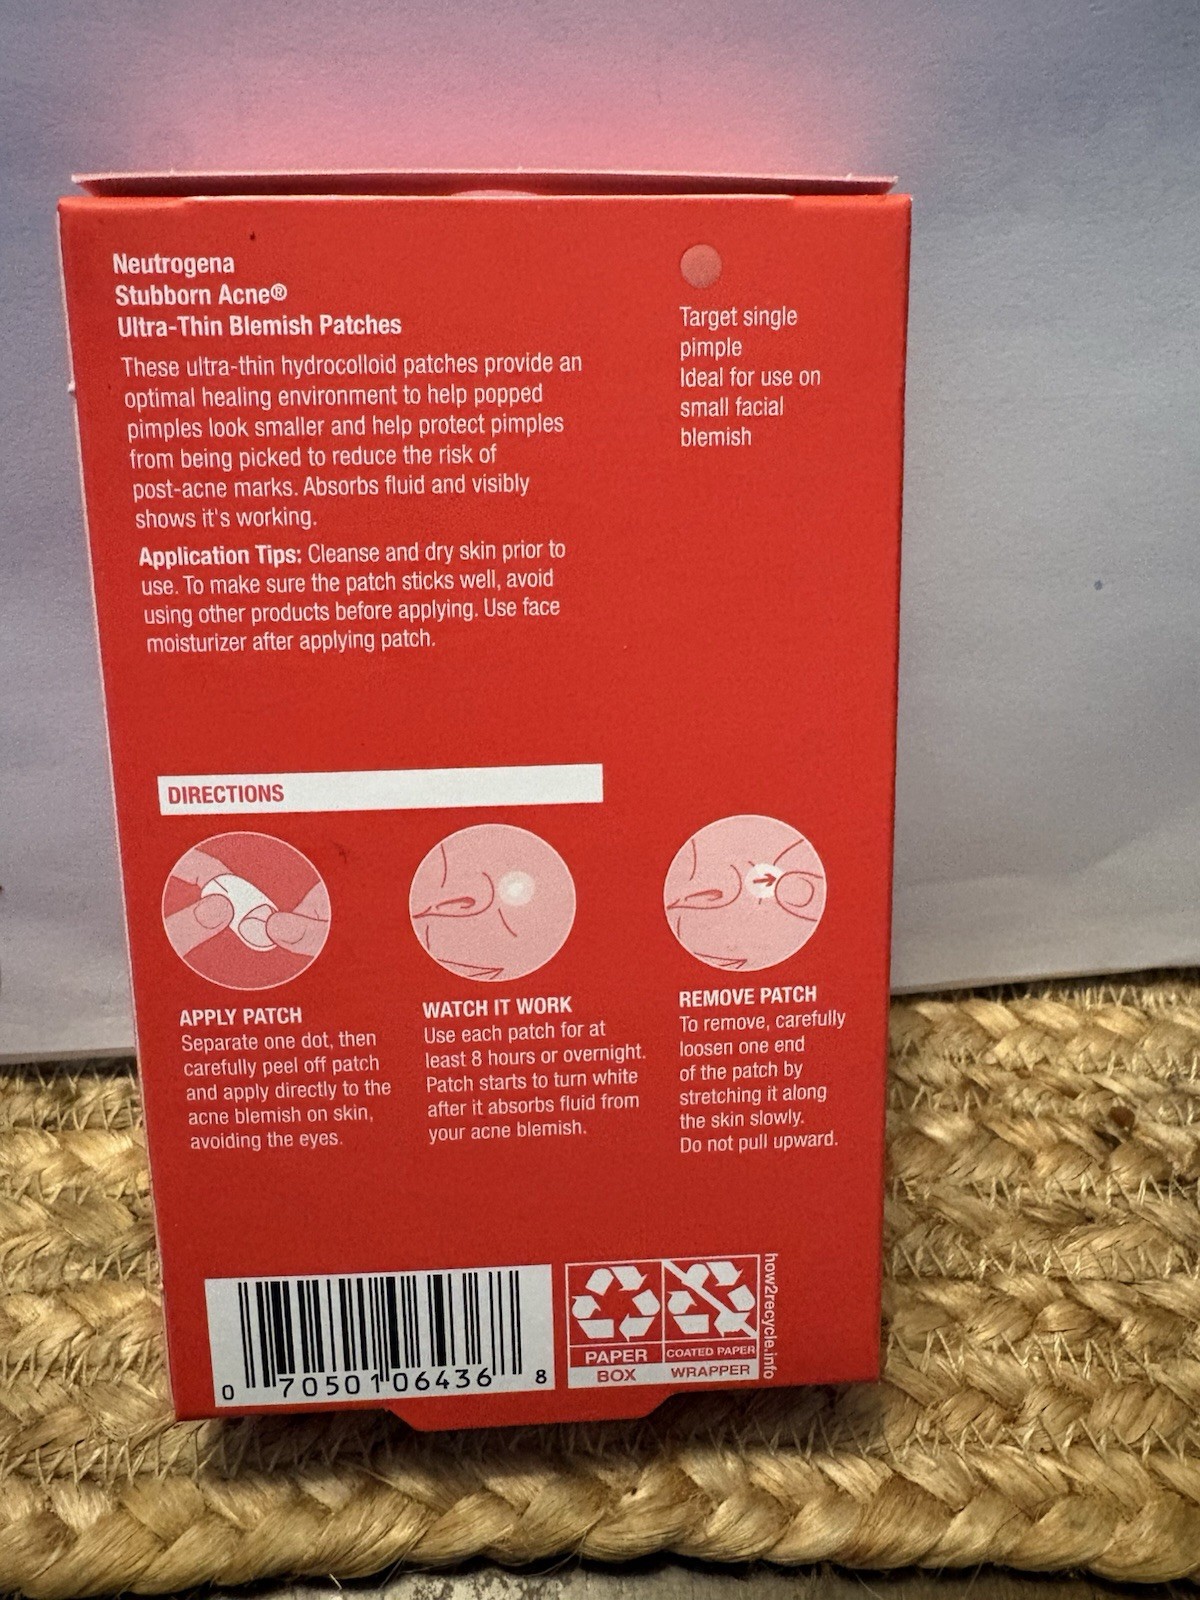 Neutrogena
Stubborn Acne®
Ultra-Thin Blemish Patches
These ultra-thin hydrocolloid patches provide an
optimal healing environment to help popped
pimples look smaller and help protect pimples
from being picked to reduce the risk of
post-acne marks. Absorbs fluid and visibly
shows it's working.
Application Tips: Cleanse and dry skin prior to
use. To make sure the patch sticks well, avoid
using other products before applying. Use face
moisturizer after applying patch.
Target single
pimple
Ideal for use on
small facial
blemish
DIRECTIONS
APPLY PATCH
Separate one dot, then
carefully peel off patch
and apply directly to the
acne blemish on skin,
avoiding the eyes.
WATCH IT WORK
Use each patch for at
least 8 hours or overnight.
Patch starts to turn white
after it absorbs fluid from
your acne blemish.
REMOVE PATCH
To remove, carefully
loosen one end
of the patch by
stretching it along
the skin slowly.
Do not pull upward.
0 70501 06436 8
PAPER
BOX
COATED PAPER
WRAPPER
how2recycle.info